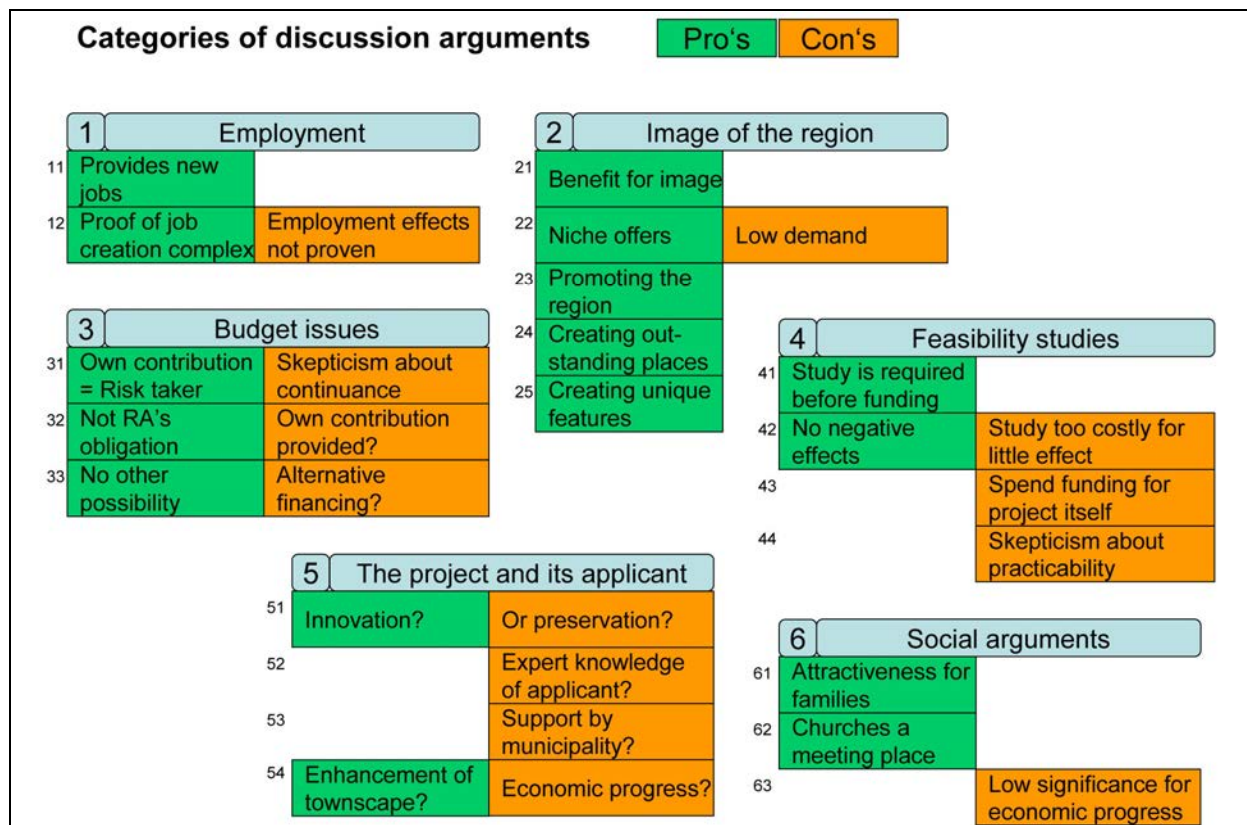 Categories of discussion arguments
Pro's Con's
1 Employment
11 Provides new
jobs
12 Proof of job
creation complex
Employment effects
not proven
2 Image of the region
21 Benefit for image
22 Niche offers
Low demand
23 Promoting the
region
24 Creating out-
standing places
25 Creating unique
features
3 Budget issues
31 Own contribution
= Risk taker
Skepticism about
continuance
32 Not RA's
obligation
Own contribution
provided?
33 No other
possibility
Alternative
financing?
4 Feasibility studies
41 Study is required
before funding
42 No negative
effects
Study too costly for
little effect
43 Spend funding for
project itself
44 Skepticism about
practicability
5 The project and its applicant
51 Innovation?
Or preservation?
52 Expert knowledge
of applicant?
53 Support by
municipality?
54 Enhancement of
townscape?
Economic progress?
6 Social arguments
61 Attractiveness for
families
62 Churches a
meeting place
63 Low significance for
economic progress